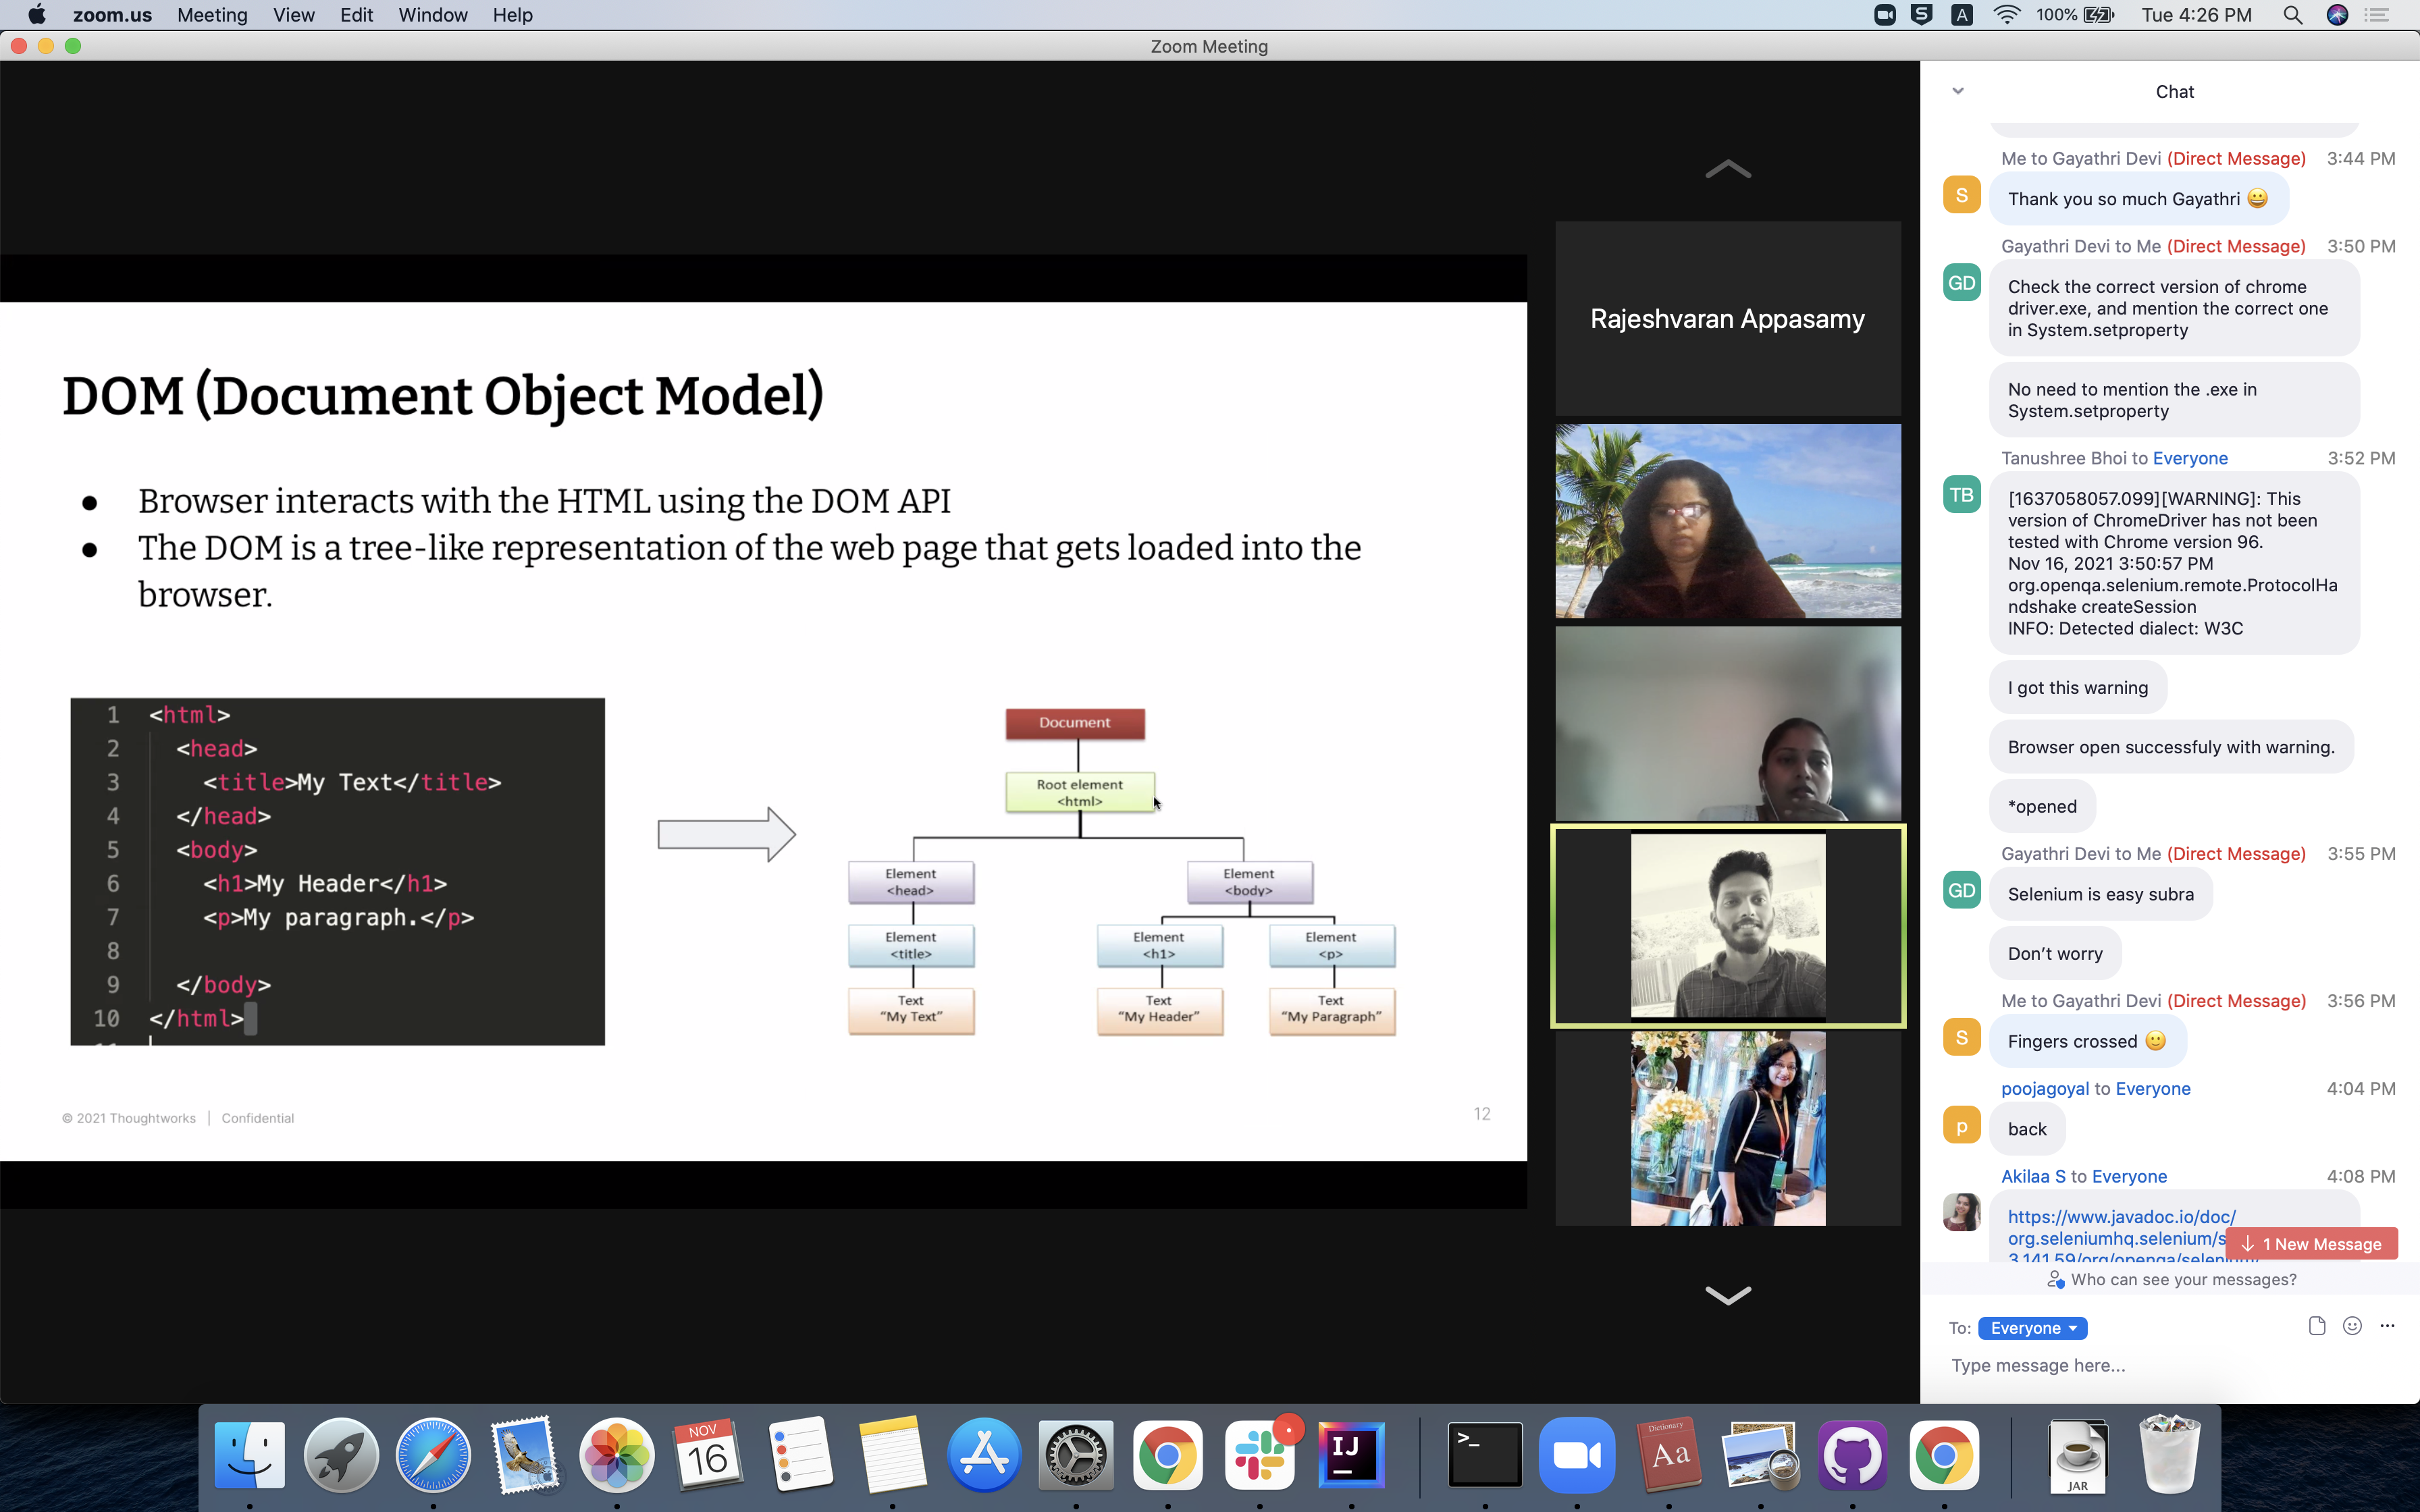 zoom.us Meeting View Edit Window Help
S A 100% Tue 4:26 PM
Zoom Meeting
DOM (Document Object Model)
● Browser interacts with the HTML using the DOM API
● The DOM is a tree-like representation of the web page that gets loaded into the
browser.
1 <html>
2 <head>
3 <title>My Text</title>
4 </head>
5 <body>
6 <h1>My Header</h1>
7 <p>My paragraph.</p>
8
9 </body>
10 </html>
Document
Root element
<html>
Element
<head>
Element
<body>
Element
<title>
Element
<h1>
Element
<p>
Text
“My Text”
Text
“My Header”
Text
“My Paragraph”
© 2021 Thoughtworks | Confidential
12
Rajeshvaran Appasamy
Chat
Me to Gayathri Devi (Direct Message) 3:44 PM
S
Thank you so much Gayathri 😀
Gayathri Devi to Me (Direct Message) 3:50 PM
GD
Check the correct version of chrome
driver.exe, and mention the correct one
in System.setproperty
No need to mention the .exe in
System.setproperty
Tanushree Bhoi to Everyone 3:52 PM
TB
[1637058057.099][WARNING]: This
version of ChromeDriver has not been
tested with Chrome version 96.
Nov 16, 2021 3:50:57 PM
org.openqa.selenium.remote.ProtocolHa
ndshake createSession
INFO: Detected dialect: W3C
I got this warning
Browser open successfuly with warning.
*opened
Gayathri Devi to Me (Direct Message) 3:55 PM
GD
Selenium is easy subra
Don’t worry
Me to Gayathri Devi (Direct Message) 3:56 PM
S
Fingers crossed 🙂
poojagoyal to Everyone 4:04 PM
p
back
Akilaa S to Everyone 4:08 PM
https://www.javadoc.io/doc/
org.seleniumhq.selenium/s
3.141.59/org/openqa/selenium/
↓ 1 New Message
Who can see your messages?
To: Everyone
Type message here...
NOV
16
IJ
>_
Dictionary
Aa
JAR